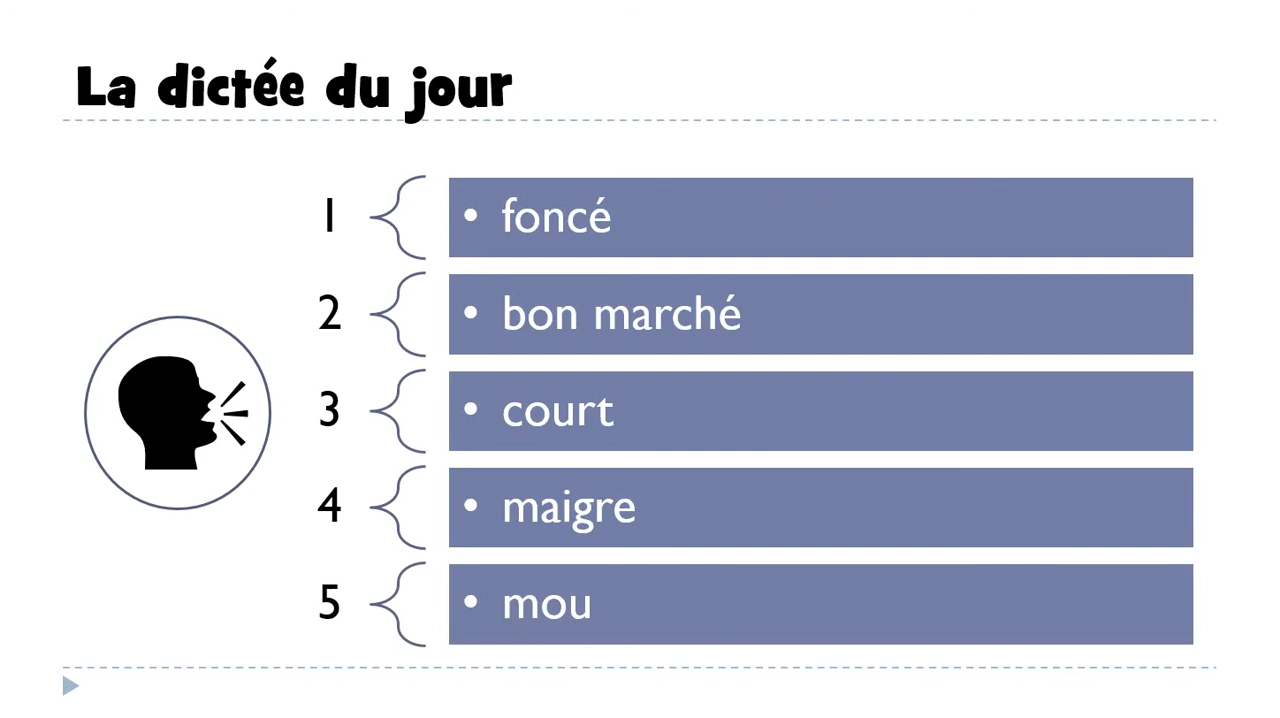 La dictée du jour
1 • foncé
2 • bon marché
3 • court
4 • maigre
5 • mou